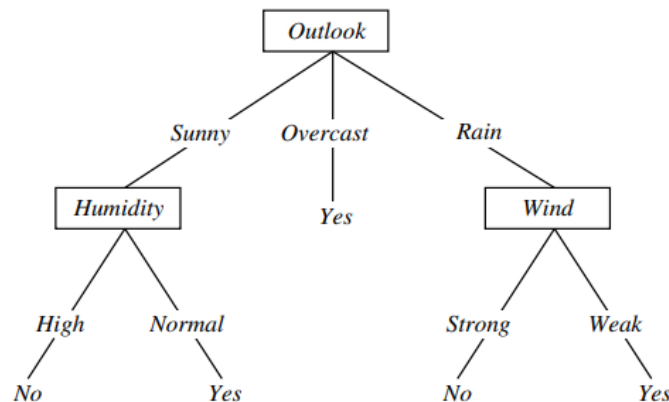 Outlook
Sunny Overcast Rain
Humidity Yes Wind
High Normal Strong Weak
No Yes No Yes